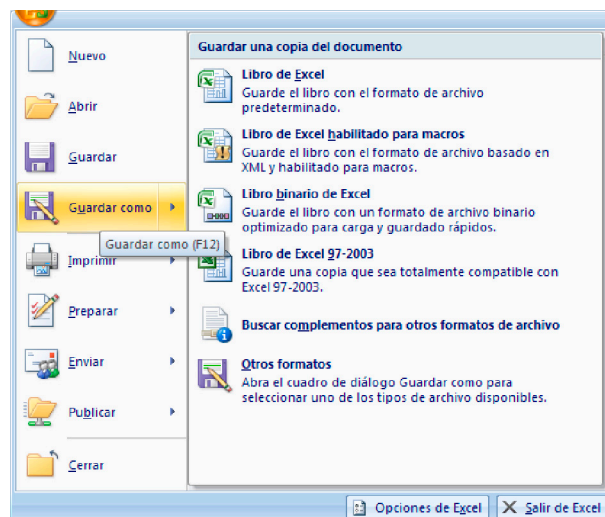 Nuevo
Abrir
Guardar
Guardar como
Guardar como (F12)
Imprimir
Preparar
Enviar
Publicar
Cerrar
Guardar una copia del documento
Libro de Excel
Guarde el libro con el formato de archivo
predeterminado.
Libro de Excel habilitado para macros
Guarde el libro con el formato de archivo basado en
XML y habilitado para macros.
Libro binario de Excel
Guarde el libro con un formato de archivo binario
optimizado para carga y guardado rápidos.
Libro de Excel 97-2003
Guarde una copia que sea totalmente compatible con
Excel 97-2003.
Buscar complementos para otros formatos de archivo
Otros formatos
Abra el cuadro de diálogo Guardar como para
seleccionar uno de los tipos de archivo disponibles.
Opciones de Excel
Salir de Excel